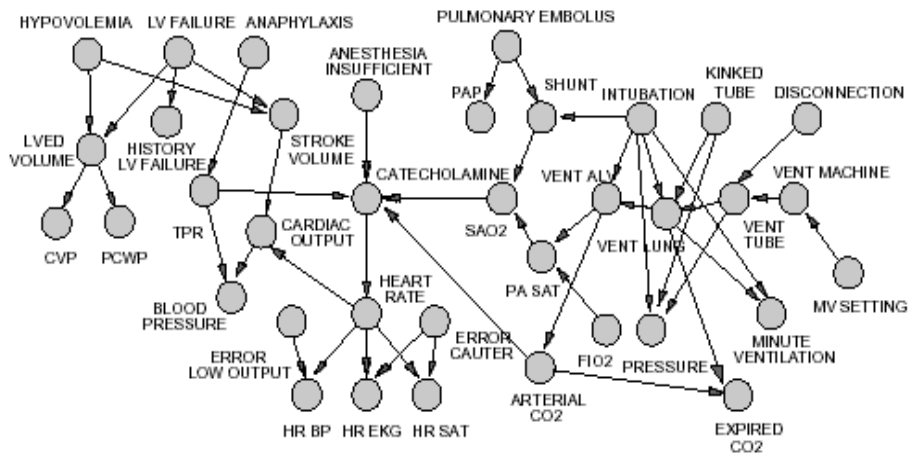 HYPOVOLEMIA
LV FAILURE
ANAPHYLAXIS
PULMONARY EMBOLUS
ANESTHESIA
INSUFFICIENT
PAP
SHUNT
INTUBATION
KINKED
TUBE
DISCONNECTION
LVED
VOLUME
HISTORY
LV FAILURE
STROKE
VOLUME
CATECHOLAMINE
VENT ALV
VENT MACHINE
CVP
PCWP
TPR
CARDIAC
OUTPUT
SAO2
VENT LUNG
VENT
TUBE
BLOOD
PRESSURE
HEART
RATE
PA SAT
MV SETTING
ERROR
LOW OUTPUT
ERROR
CAUTER
FIO2
PRESSURE
MINUTE
VENTILATION
HR BP
HR EKG
HR SAT
ARTERIAL
CO2
EXPIRED
CO2